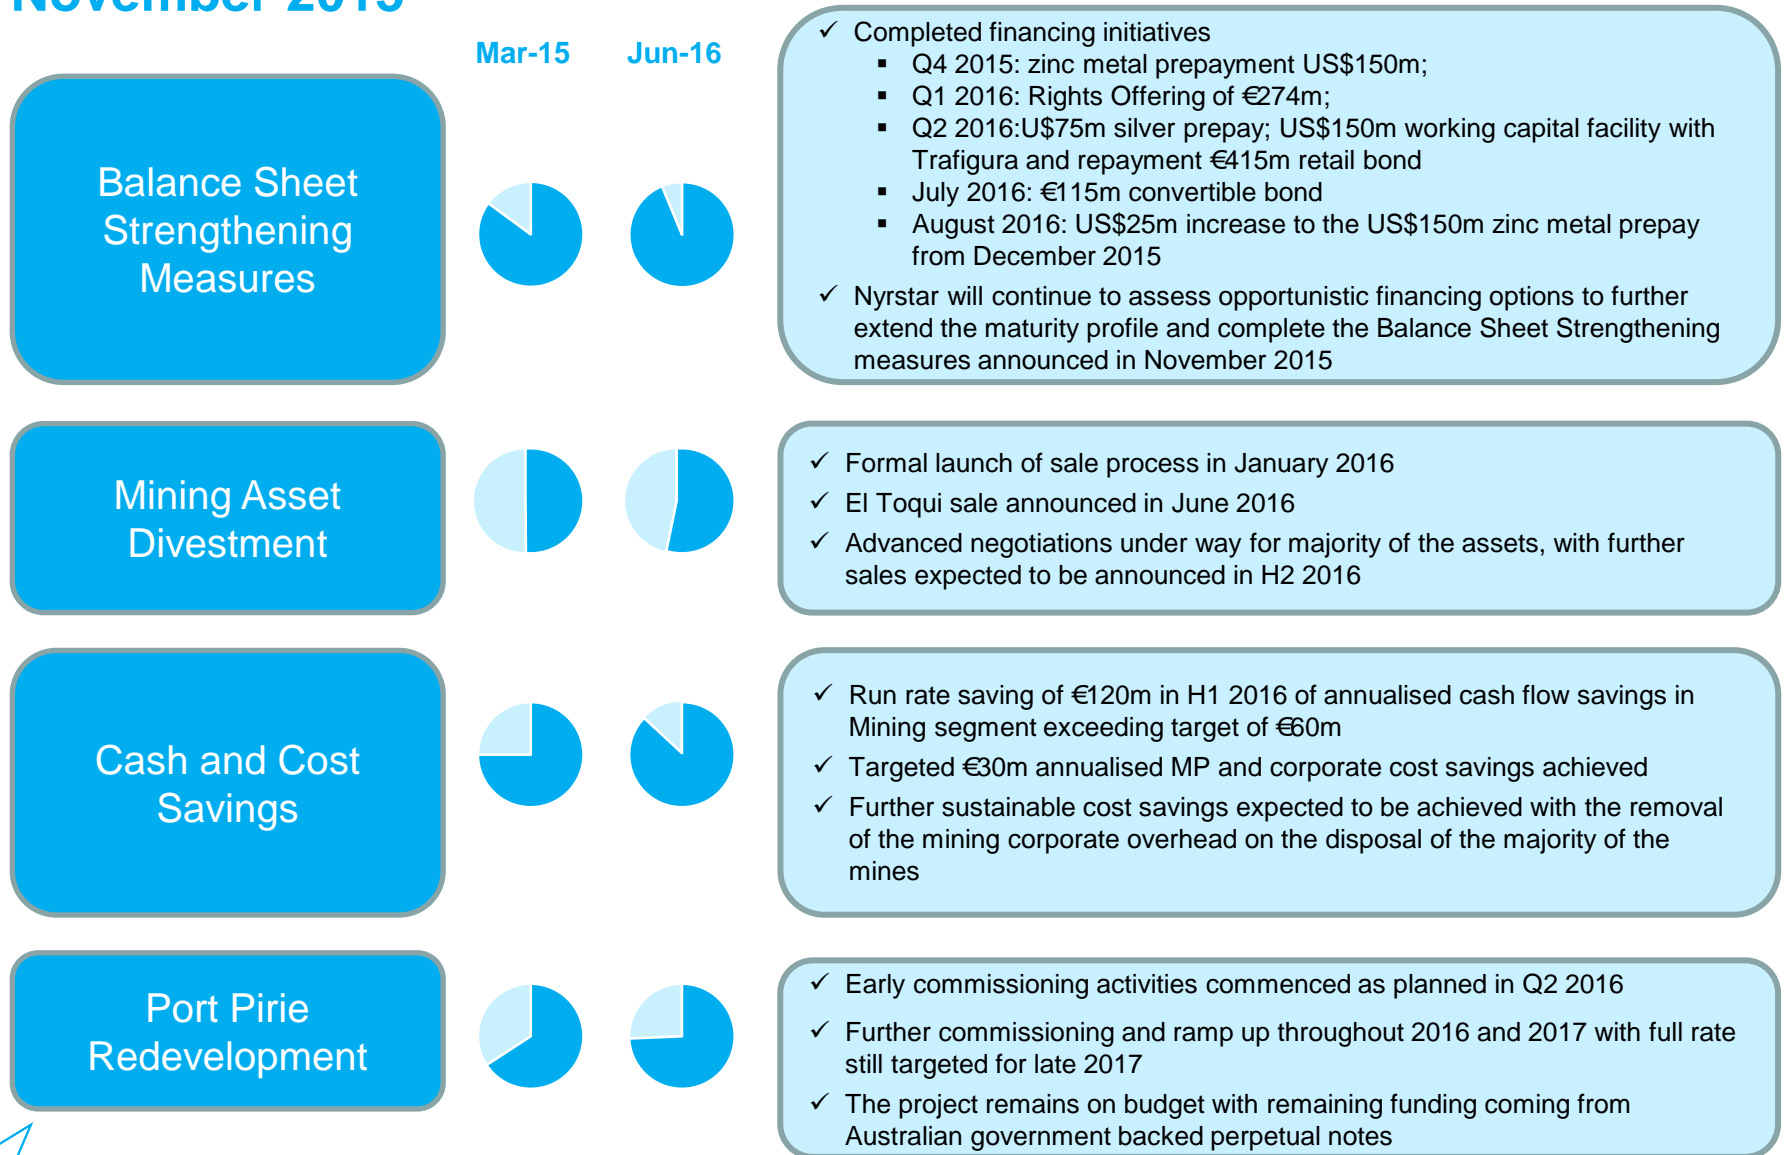 November 2015
Mar-15
Jun-16
Balance Sheet
Strengthening
Measures
✓ Completed financing initiatives
▪ Q4 2015: zinc metal prepayment US$150m;
▪ Q1 2016: Rights Offering of €274m;
▪ Q2 2016:U$75m silver prepay; US$150m working capital facility with
Trafigura and repayment €415m retail bond
▪ July 2016: €115m convertible bond
▪ August 2016: US$25m increase to the US$150m zinc metal prepay
from December 2015
✓ Nyrstar will continue to assess opportunistic financing options to further
extend the maturity profile and complete the Balance Sheet Strengthening
measures announced in November 2015
Mining Asset
Divestment
✓ Formal launch of sale process in January 2016
✓ El Toqui sale announced in June 2016
✓ Advanced negotiations under way for majority of the assets, with further
sales expected to be announced in H2 2016
Cash and Cost
Savings
✓ Run rate saving of €120m in H1 2016 of annualised cash flow savings in
Mining segment exceeding target of €60m
✓ Targeted €30m annualised MP and corporate cost savings achieved
✓ Further sustainable cost savings expected to be achieved with the removal
of the mining corporate overhead on the disposal of the majority of the
mines
Port Pirie
Redevelopment
✓ Early commissioning activities commenced as planned in Q2 2016
✓ Further commissioning and ramp up throughout 2016 and 2017 with full rate
still targeted for late 2017
✓ The project remains on budget with remaining funding coming from
Australian government backed perpetual notes